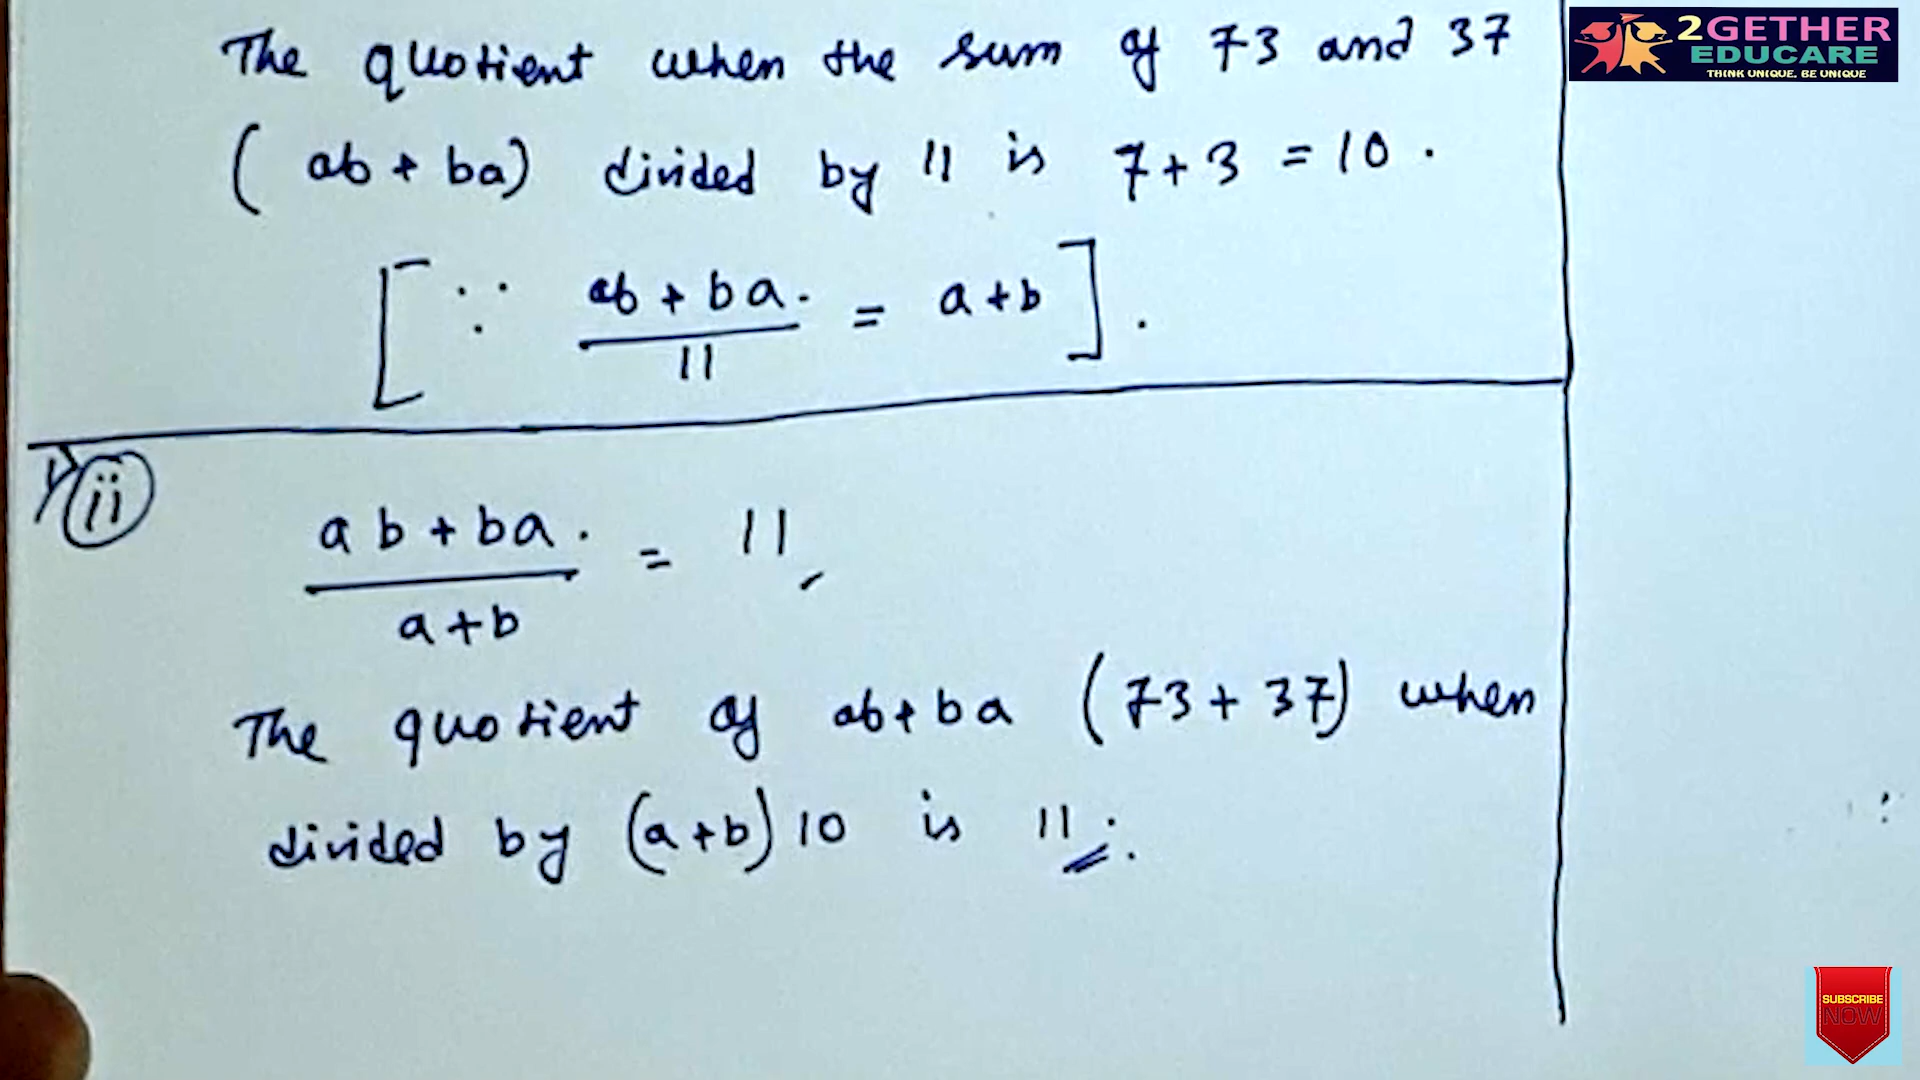 The quotient when the sum of 73 and 37
(ab + ba) divided by 11 is 7+3 = 10.
[∵ ab + ba. / 11 = a+b].
ii
ab + ba. / a+b = 11
The quotient of ab+ba (73+37) when
divided by (a+b) 10 is 11.
2GETHER
EDUCARE
THINK UNIQUE, BE UNIQUE
SUBSCRIBE
NOW